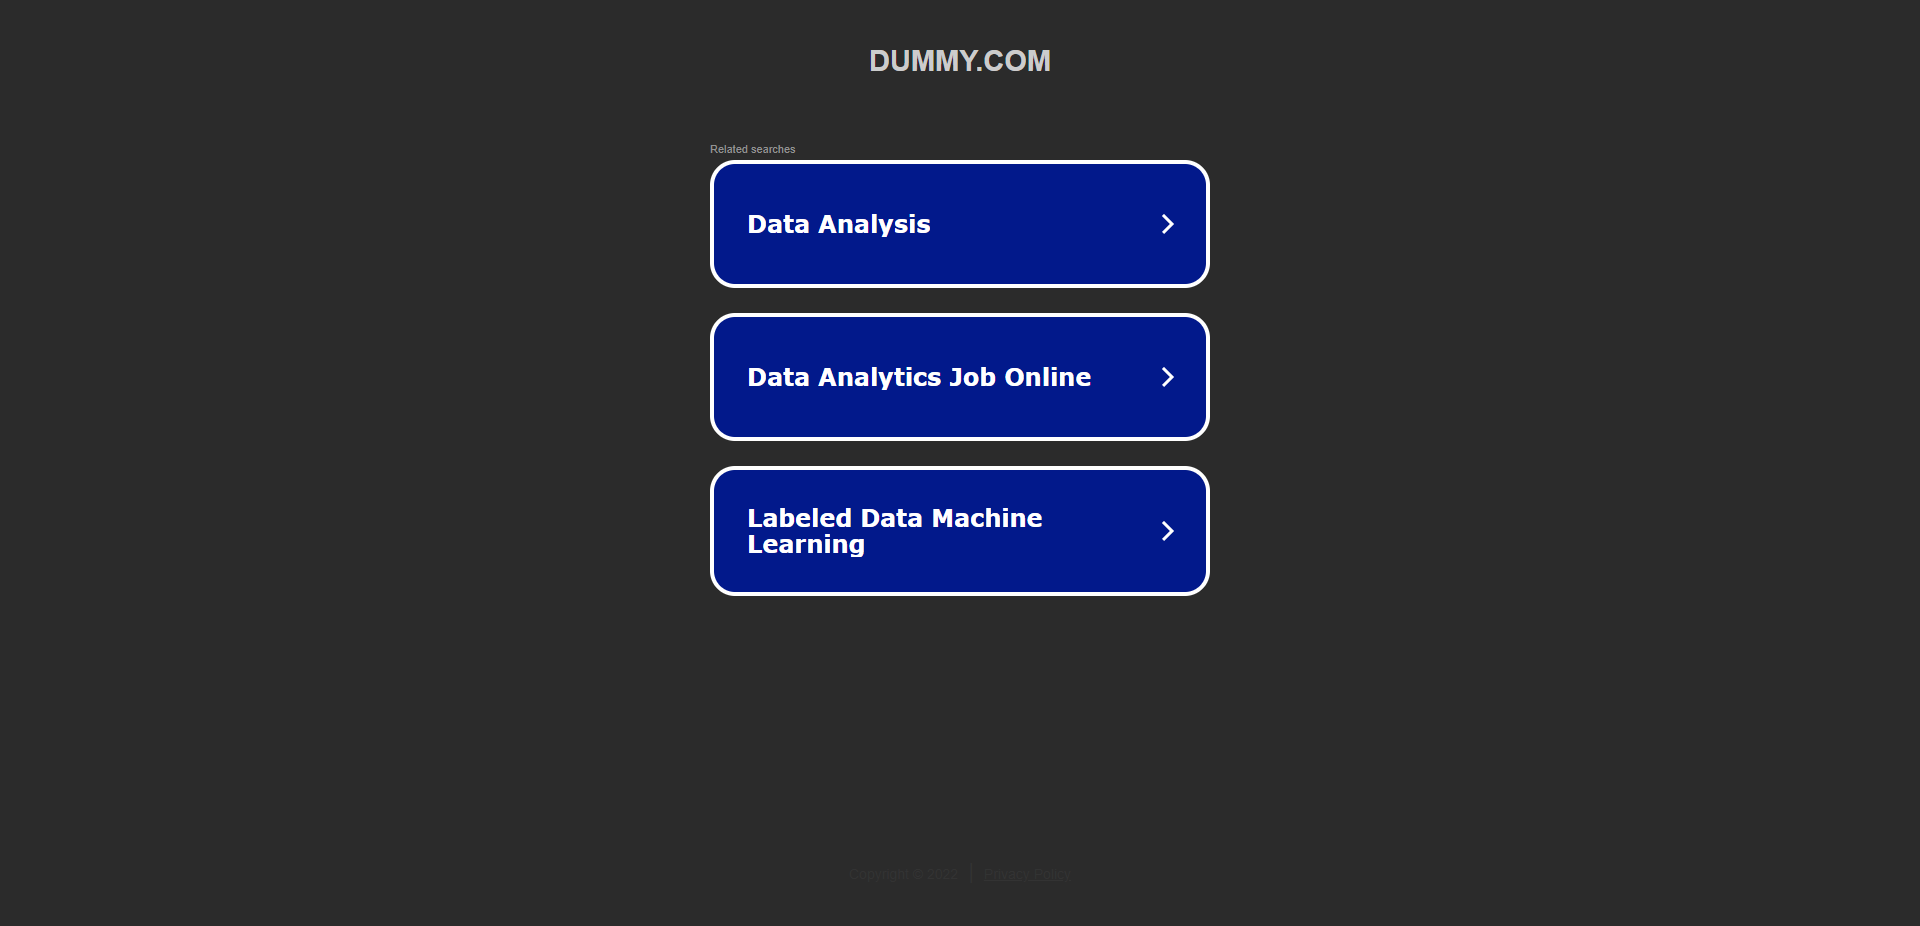 DUMMY.COM
Related searches
Data Analysis
Data Analytics Job Online
Labeled Data Machine
Learning
Copyright © 2022 | Privacy Policy